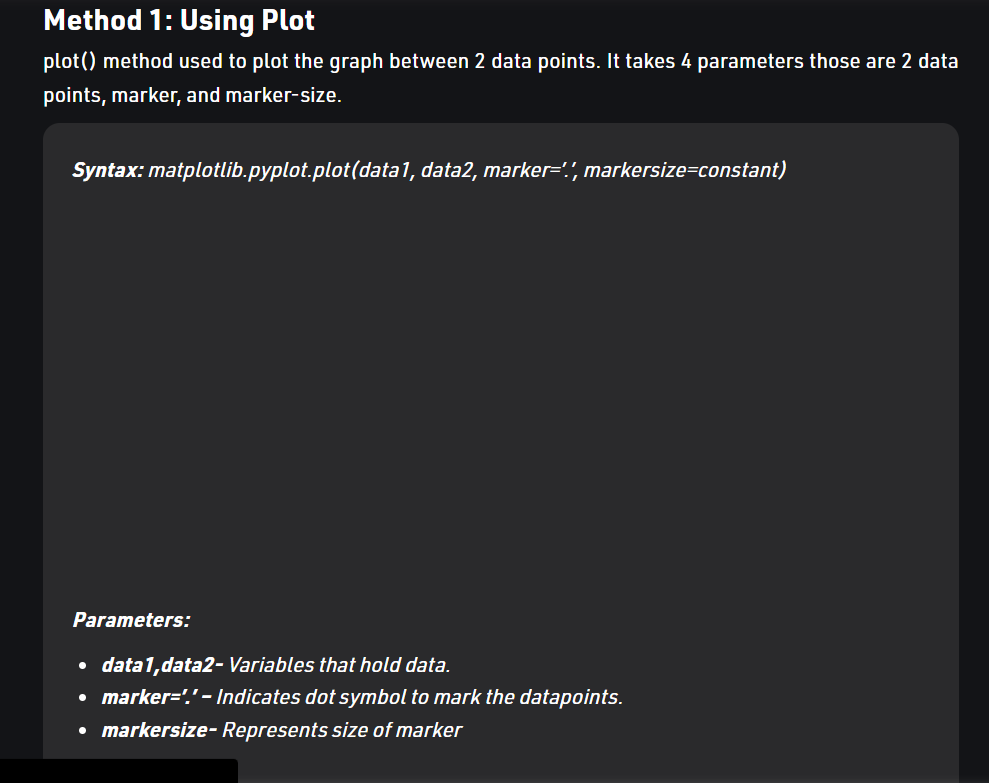 Method 1: Using Plot
plot() method used to plot the graph between 2 data points. It takes 4 parameters those are 2 data
points, marker, and marker-size.
Syntax: matplotlib.pyplot.plot(data1, data2, marker=’.’, markersize=constant)
Parameters:
• data1,data2- Variables that hold data.
• marker=’.’ – Indicates dot symbol to mark the datapoints.
• markersize- Represents size of marker